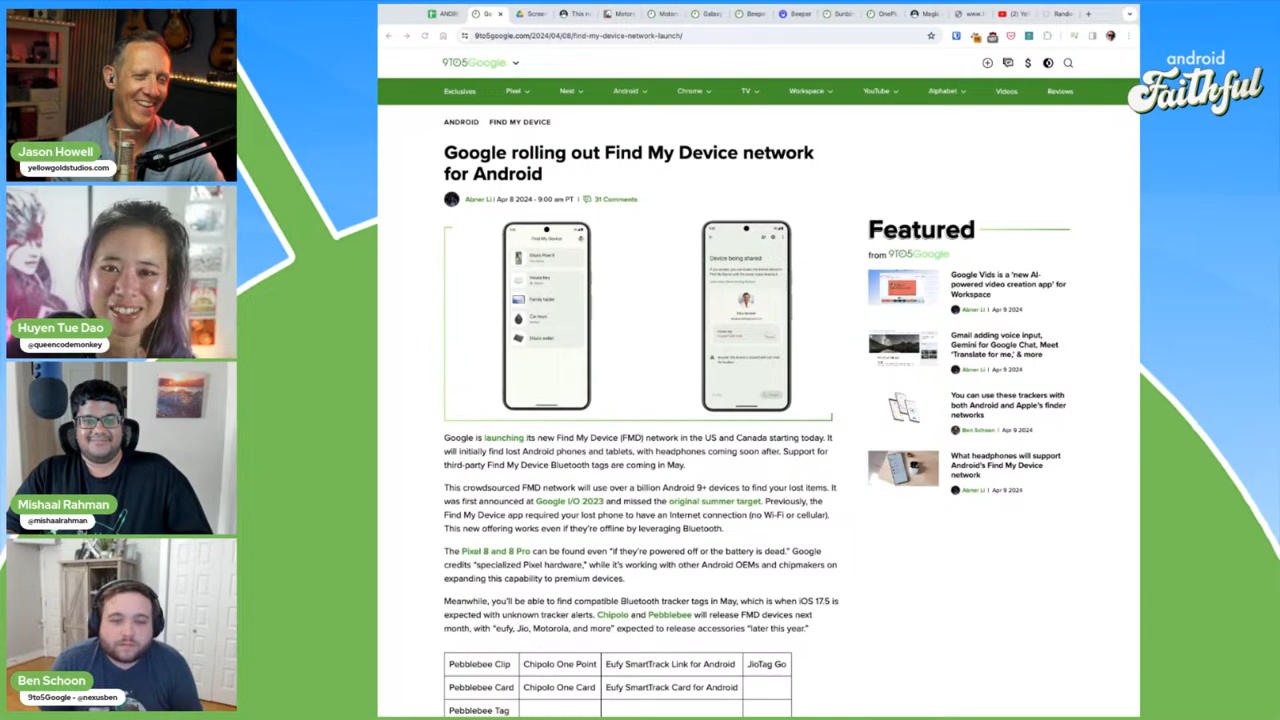 Jason Howell
yellowgoldstudios.com
Huyen Tue Dao
@queencodemonkey
Mishaal Rahman
@mishaalrahman
Ben Schoon
9to5Google - @nexusben
android
Faithful
9to5google.com/2024/04/08/find-my-device-network-launch/
9TO5Google
Exclusives Pixel Nest Android Chrome TV Workspace YouTube Alphabet Videos Reviews
ANDROID FIND MY DEVICE
Google rolling out Find My Device network
for Android
Abner Li | Apr 8 2024 - 9:00 am PT | 31 Comments
Find My Device
House key
Family tablet
Car keys
Device being shared
Google is launching its new Find My Device (FMD) network in the US and Canada starting today. It
will initially find lost Android phones and tablets, with headphones coming soon after. Support for
third-party Find My Device Bluetooth tags are coming in May.
This crowdsourced FMD network will use over a billion Android 9+ devices to find your lost items. It
was first announced at Google I/O 2023 and missed the original summer target. Previously, the
Find My Device app required your lost phone to have an Internet connection (no Wi-Fi or cellular).
This new offering works even if they're offline by leveraging Bluetooth.
The Pixel 8 and 8 Pro can be found even "if they're powered off or the battery is dead." Google
credits "specialized Pixel hardware," while it's working with other Android OEMs and chipmakers on
expanding this capability to premium devices.
Meanwhile, you'll be able to find compatible Bluetooth tracker tags in May, which is when iOS 17.5 is
expected with unknown tracker alerts. Chipolo and Pebblebee will release FMD devices next
month, with "eufy, Jio, Motorola, and more" expected to release accessories "later this year."
Pebblebee Clip Chipolo One Point Eufy SmartTrack Link for Android JioTag Go
Pebblebee Card Chipolo One Card Eufy SmartTrack Card for Android
Pebblebee Tag
Featured
from 9TO5Google
Google Vids is a 'new AI-
powered video creation app' for
Workspace
Abner Li | Apr 9 2024
Gmail adding voice input,
Gemini for Google Chat, Meet
'Translate for me,' & more
Abner Li | Apr 9 2024
You can use these trackers with
both Android and Apple's finder
networks
Ben Schoon | Apr 9 2024
What headphones will support
Android's Find My Device
network
Abner Li | Apr 9 2024